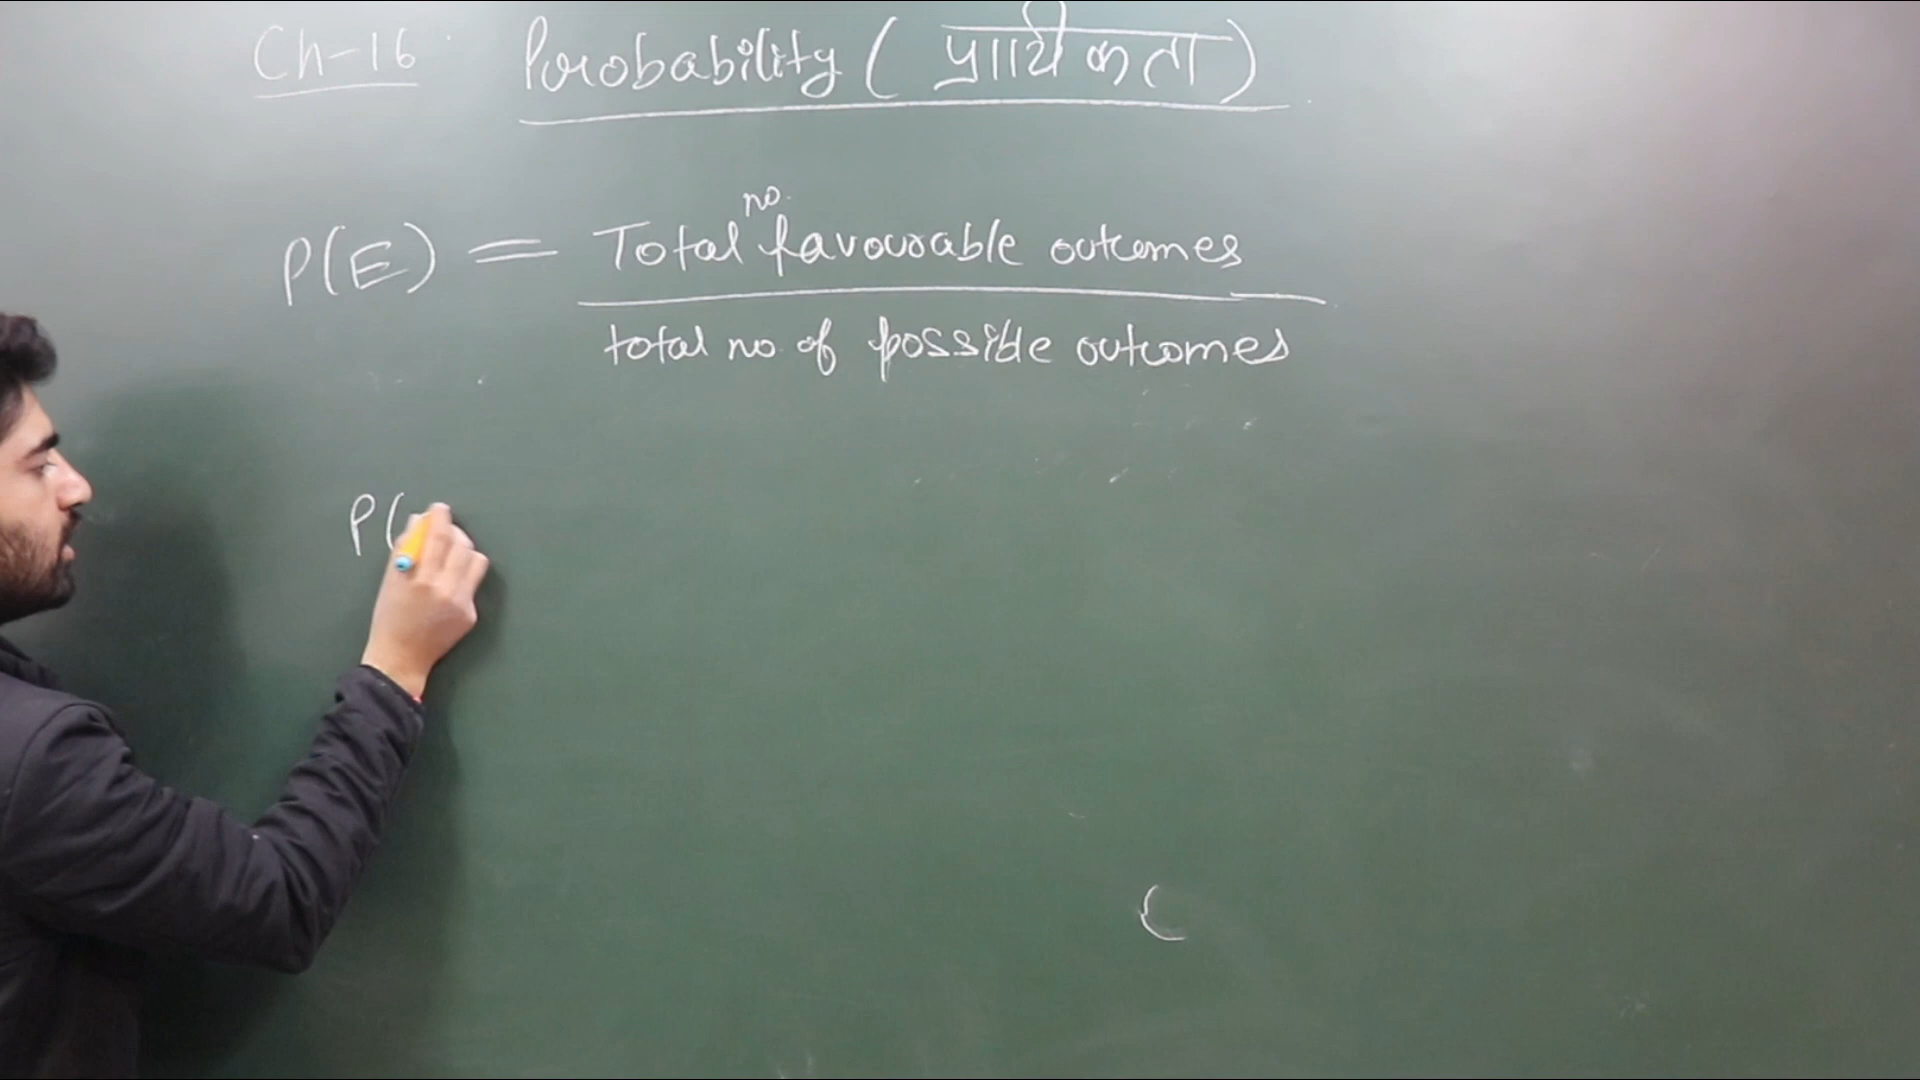 Ch-16 Probability ( प्रायिकता )
no.
P(E) = Total favourable outcomes
total no. of possible outcomes
P(
(